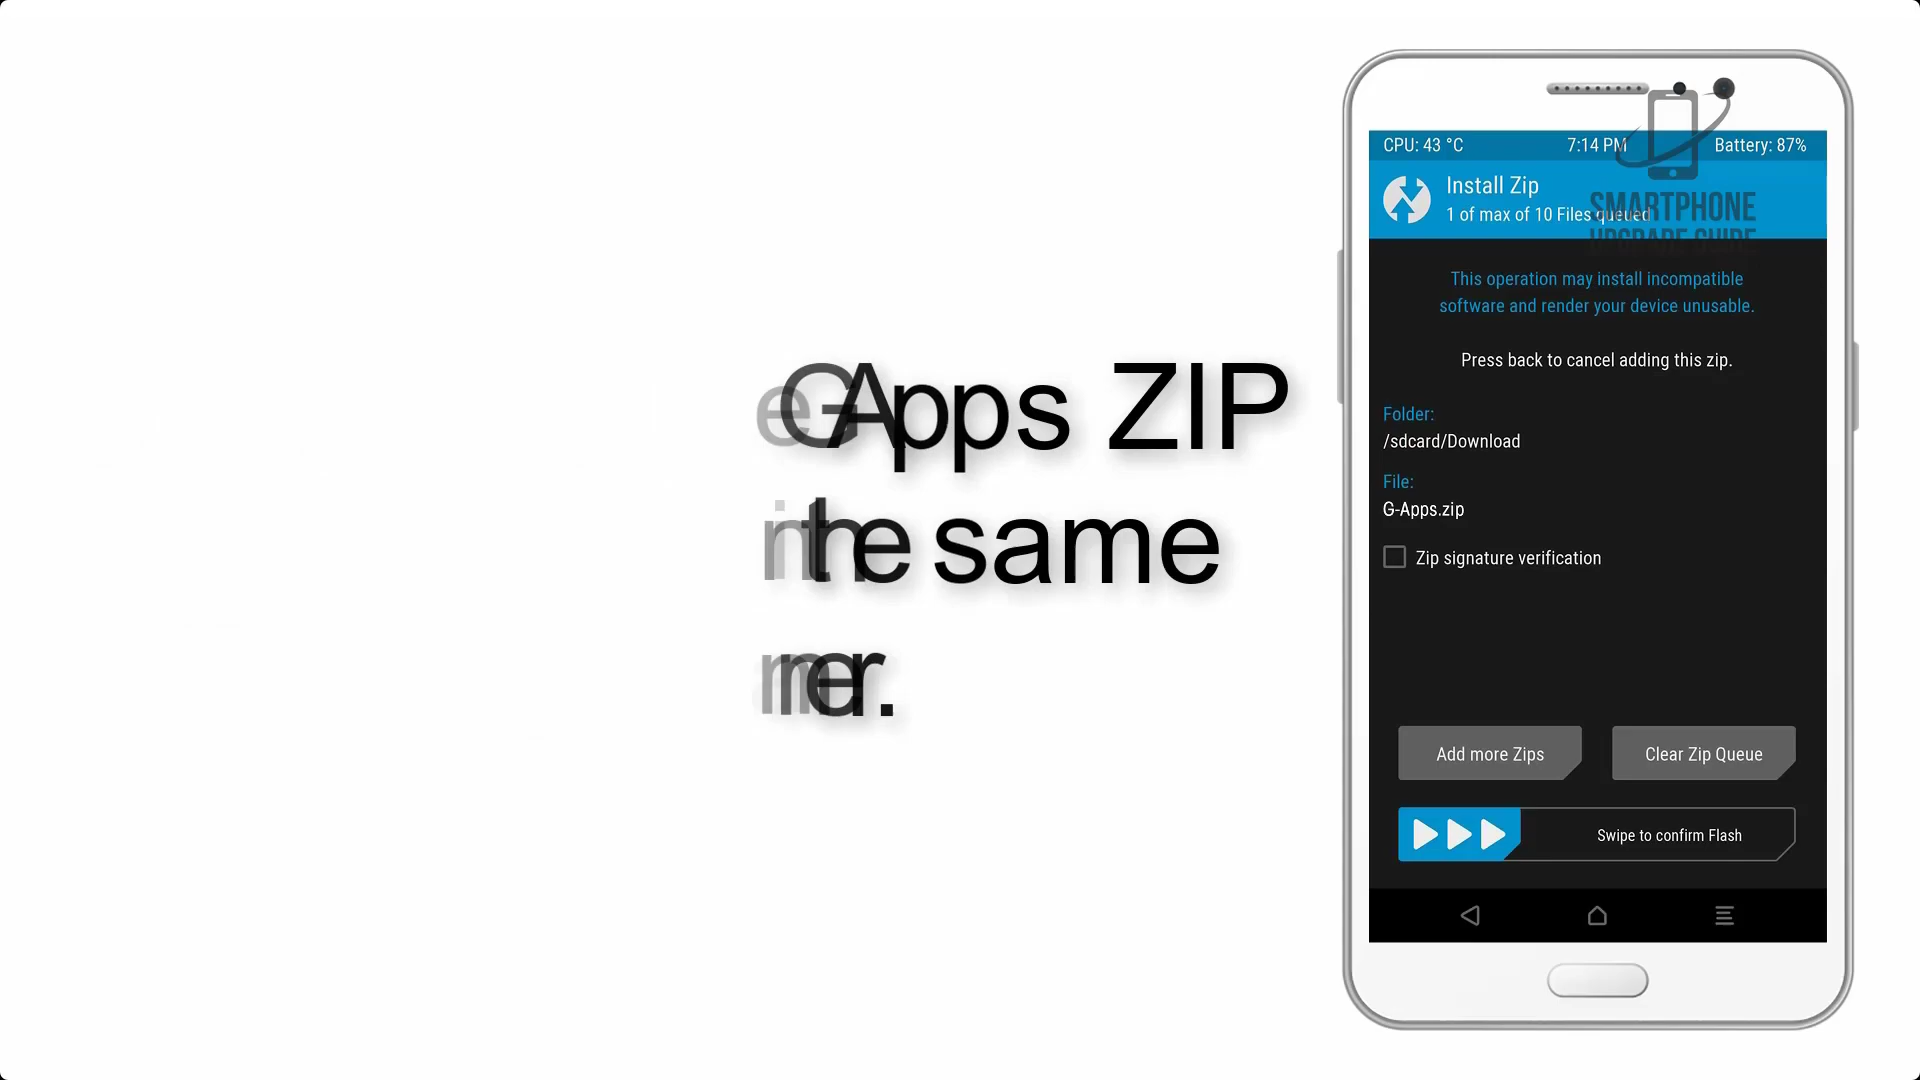 G-Apps ZIP
the same
ner.
CPU: 43 °C 7:14 PM Battery: 87%
Install Zip
1 of max of 10 Files queued
SMARTPHONE
UPGRADE GUIDE
This operation may install incompatible
software and render your device unusable.
Press back to cancel adding this zip.
Folder:
/sdcard/Download
File:
G-Apps.zip
Zip signature verification
Add more Zips Clear Zip Queue
Swipe to confirm Flash